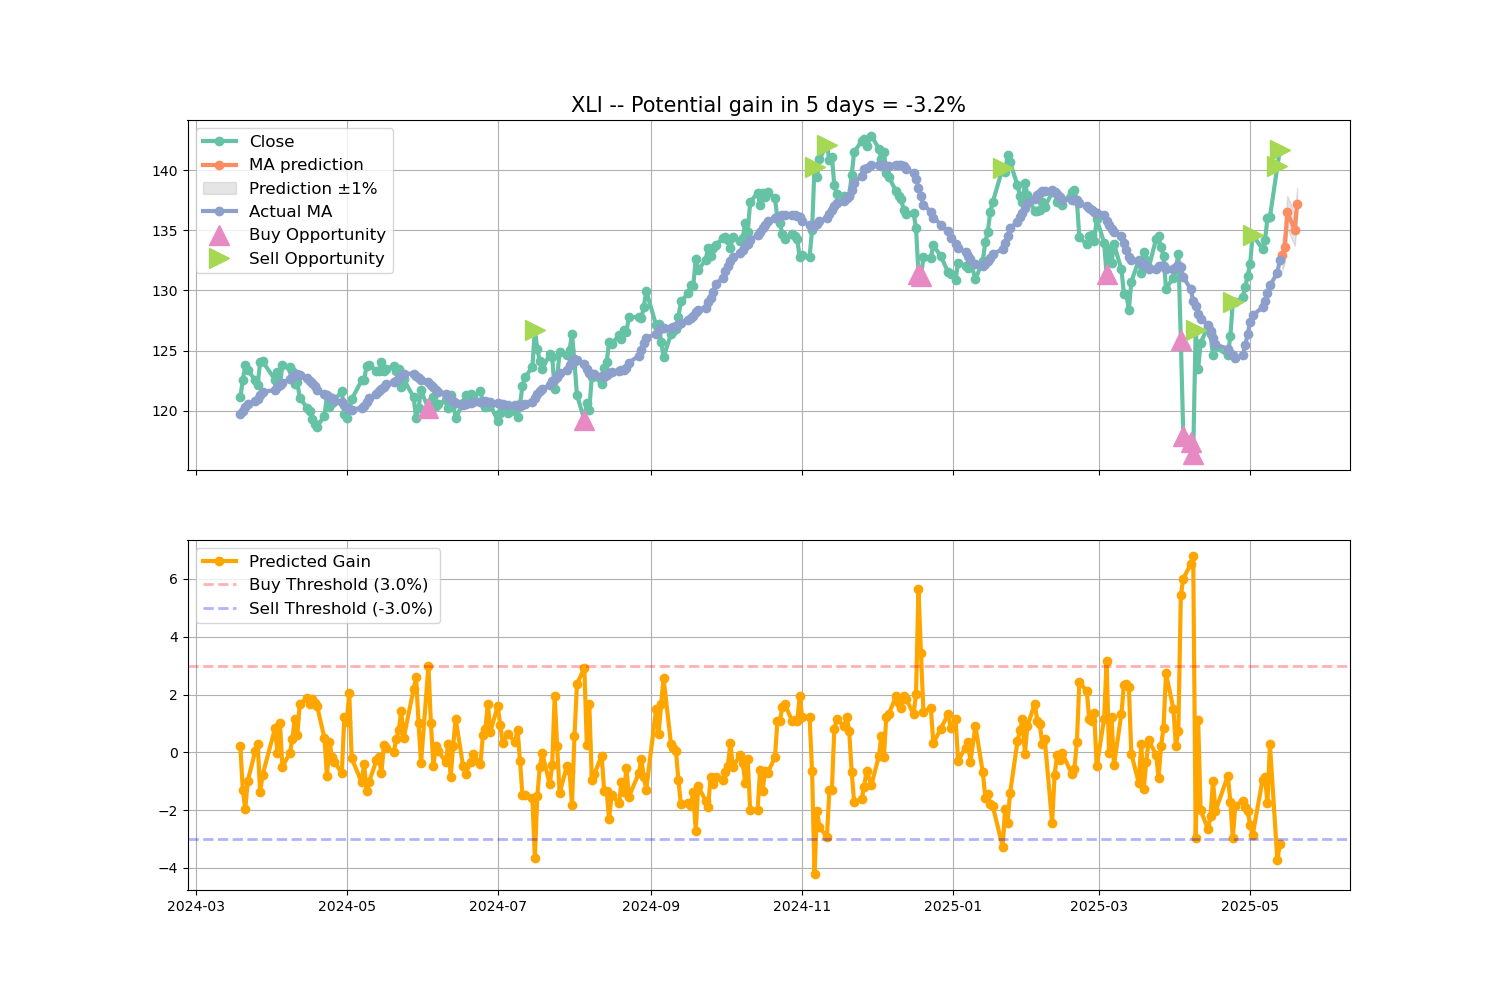 XLI -- Potential gain in 5 days = -3.2%
Close
MA prediction
Prediction ±1%
Actual MA
Buy Opportunity
Sell Opportunity
140
135
130
125
120
Predicted Gain
Buy Threshold (3.0%)
Sell Threshold (-3.0%)
6
4
2
0
−2
−4
2024-03
2024-05
2024-07
2024-09
2024-11
2025-01
2025-03
2025-05